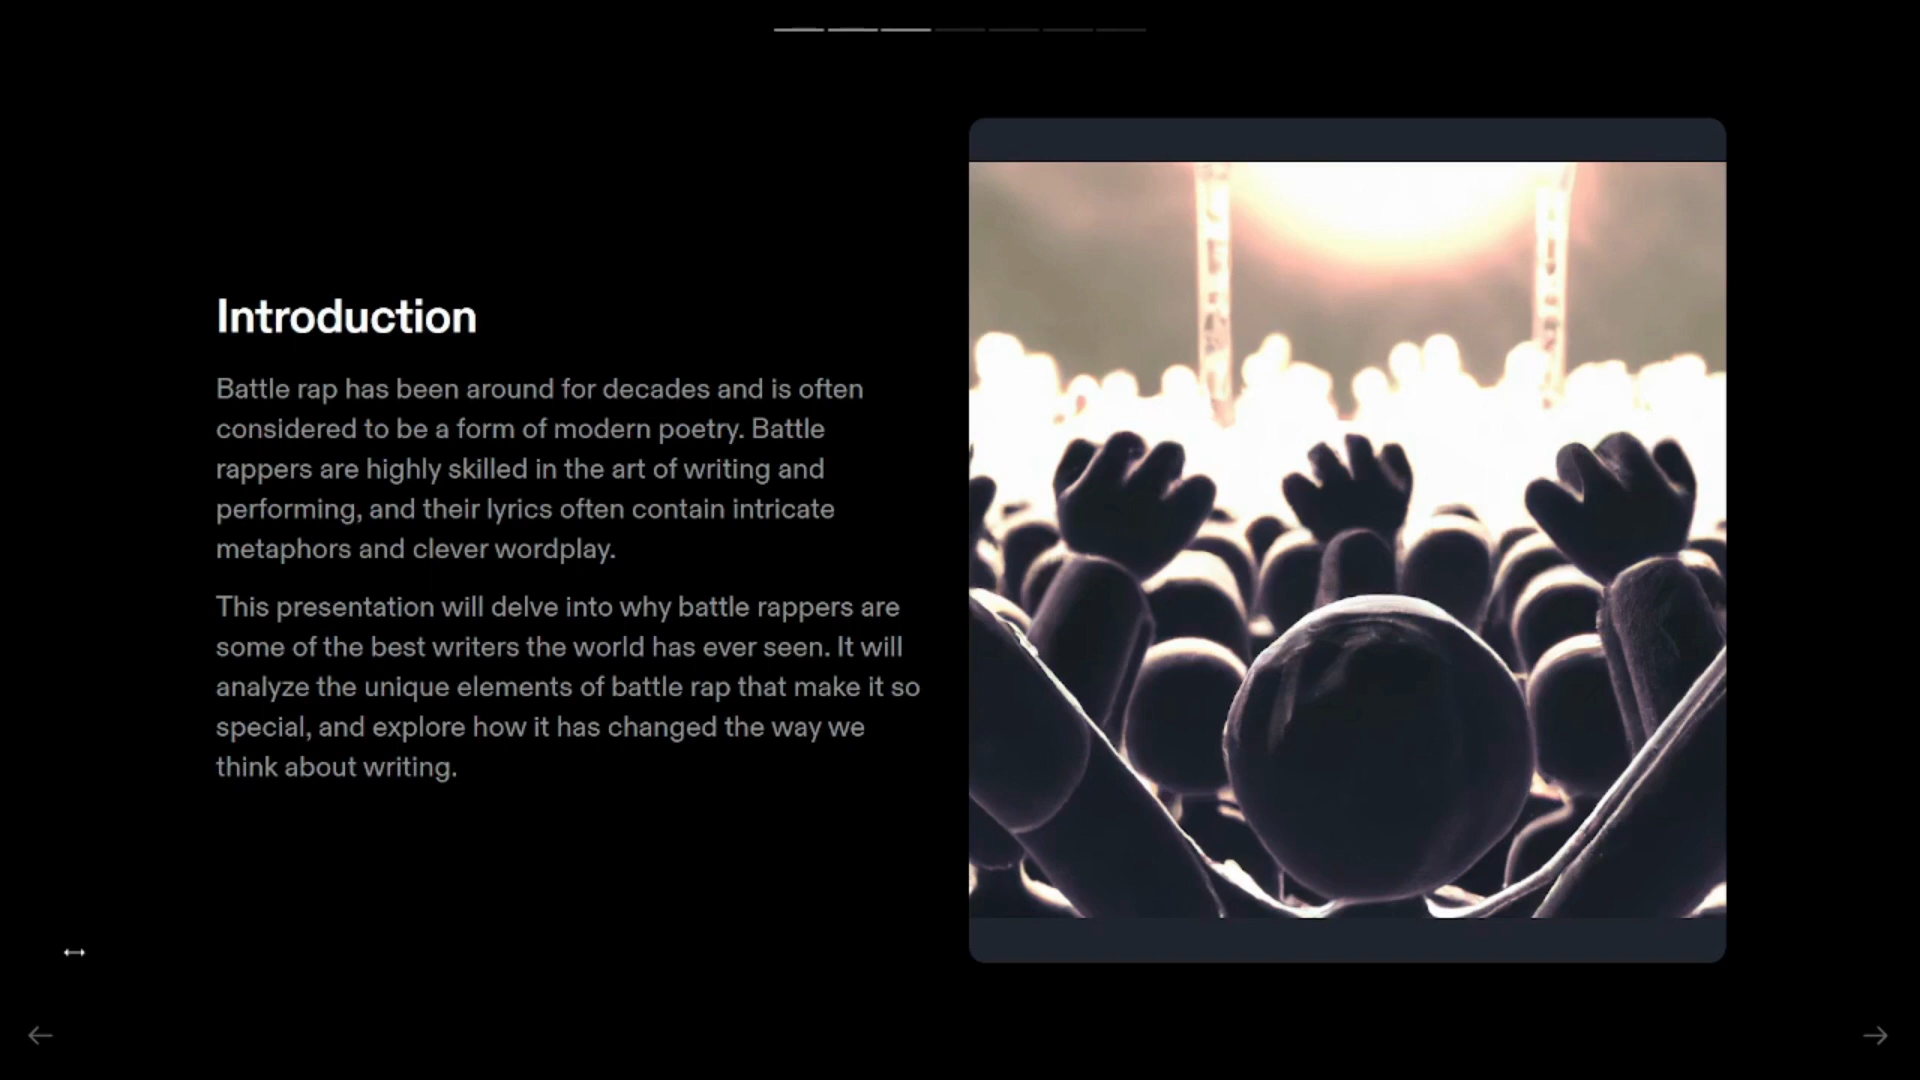 Introduction
Battle rap has been around for decades and is often
considered to be a form of modern poetry. Battle
rappers are highly skilled in the art of writing and
performing, and their lyrics often contain intricate
metaphors and clever wordplay.
This presentation will delve into why battle rappers are
some of the best writers the world has ever seen. It will
analyze the unique elements of battle rap that make it so
special, and explore how it has changed the way we
think about writing.